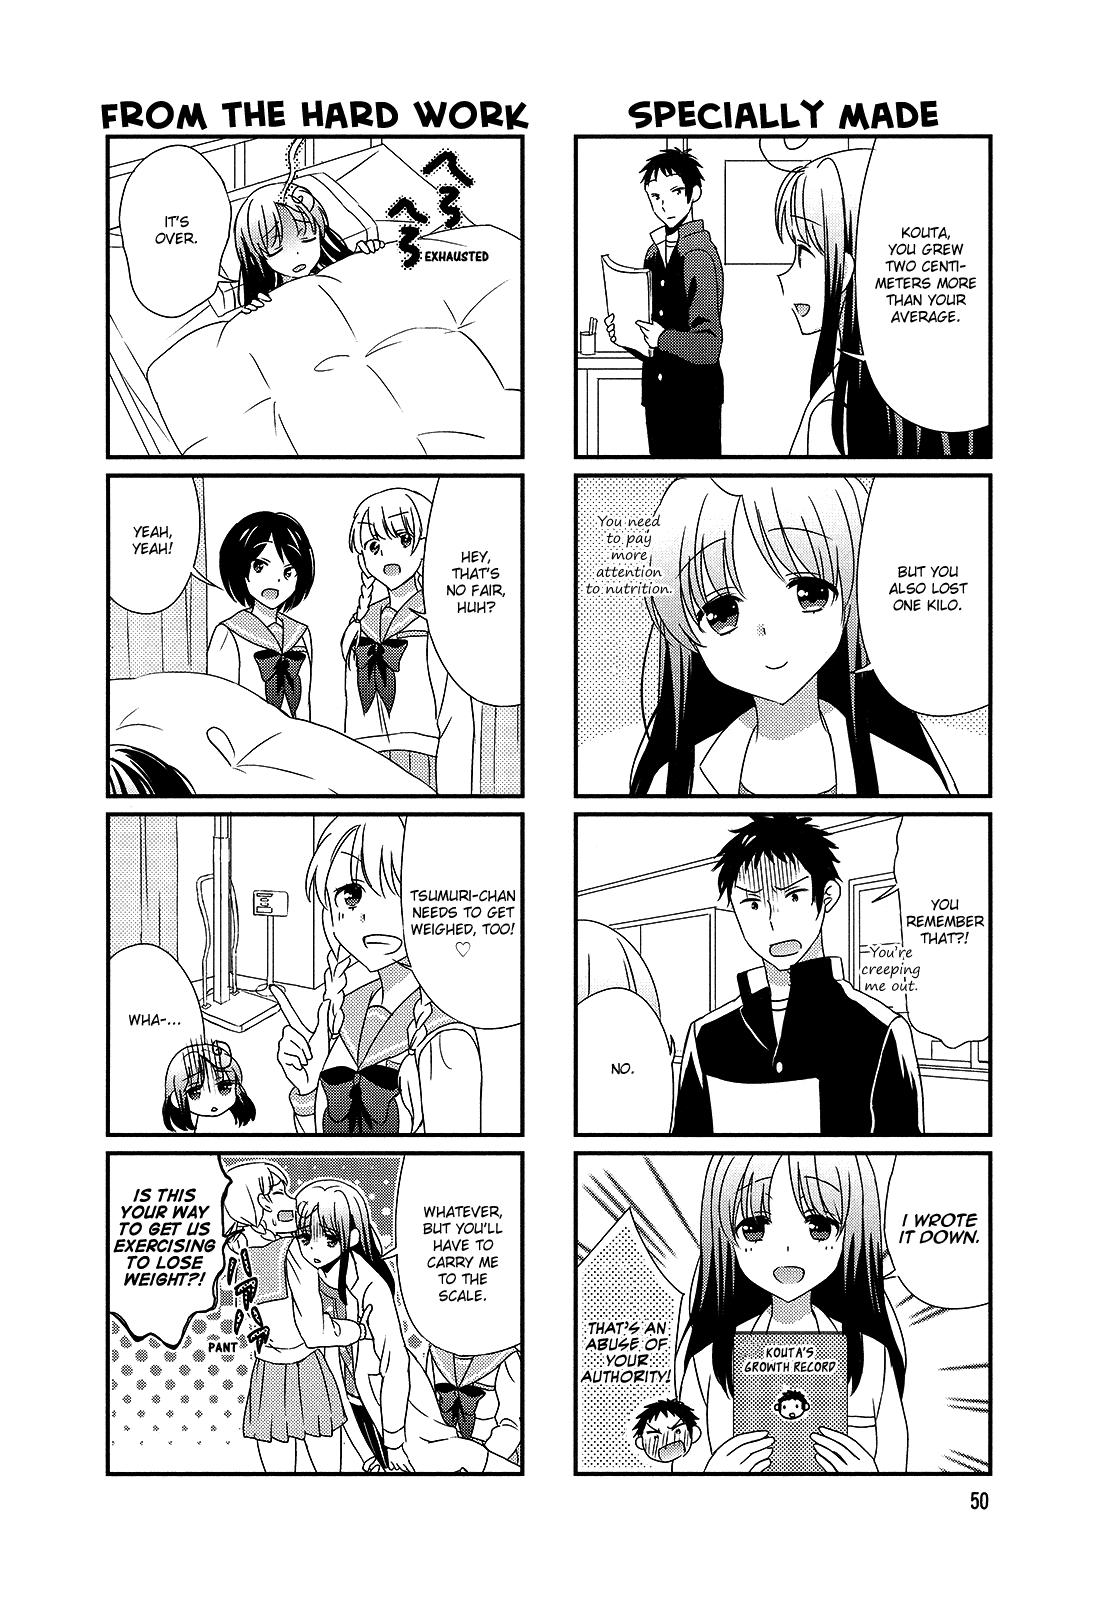 SPECIALLY MADE
KOUTA,
YOU GREW
TWO CENTI-
METERS MORE
THAN YOUR
AVERAGE.
BUT YOU
ALSO LOST
ONE KILO.
You need
to pay
more
attention
to nutrition.
YOU
REMEMBER
THAT?!
You're
creeping
me out.
NO.
I WROTE
IT DOWN.
KOUTA'S
GROWTH RECORD
THAT'S AN
ABUSE OF
YOUR
AUTHORITY!
FROM THE HARD WORK
へろ
へろ
EXHAUSTED
IT'S
OVER.
HEY,
THAT'S
NO FAIR,
HUH?
YEAH,
YEAH!
TSUMURI-CHAN
NEEDS TO GET
WEIGHED, TOO!
♡
WHA-...
WHATEVER,
BUT YOU'LL
HAVE TO
CARRY ME
TO THE
SCALE.
IS THIS
YOUR WAY
TO GET US
EXERCISING
TO LOSE
WEIGHT?!
PANT
50